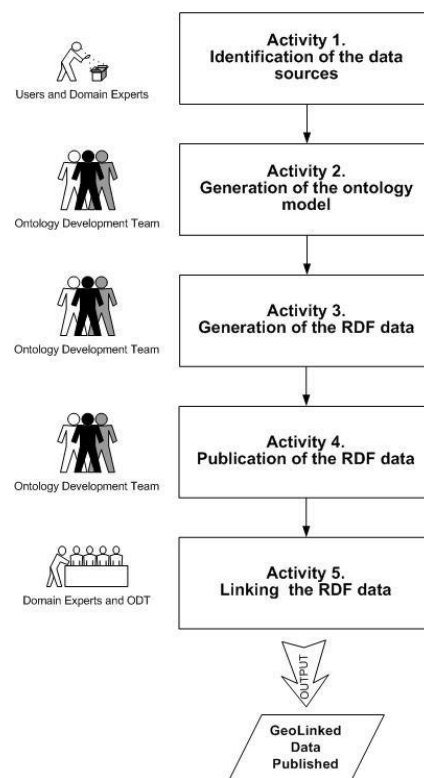 Activity 1.
Identification of the data
sources
Users and Domain Experts
Activity 2.
Generation of the ontology
model
Ontology Development Team
Activity 3.
Generation of the RDF data
Ontology Development Team
Activity 4.
Publication of the RDF data
Ontology Development Team
Activity 5.
Linking the RDF data
Domain Experts and ODT
OUTPUT
GeoLinked
Data
Published